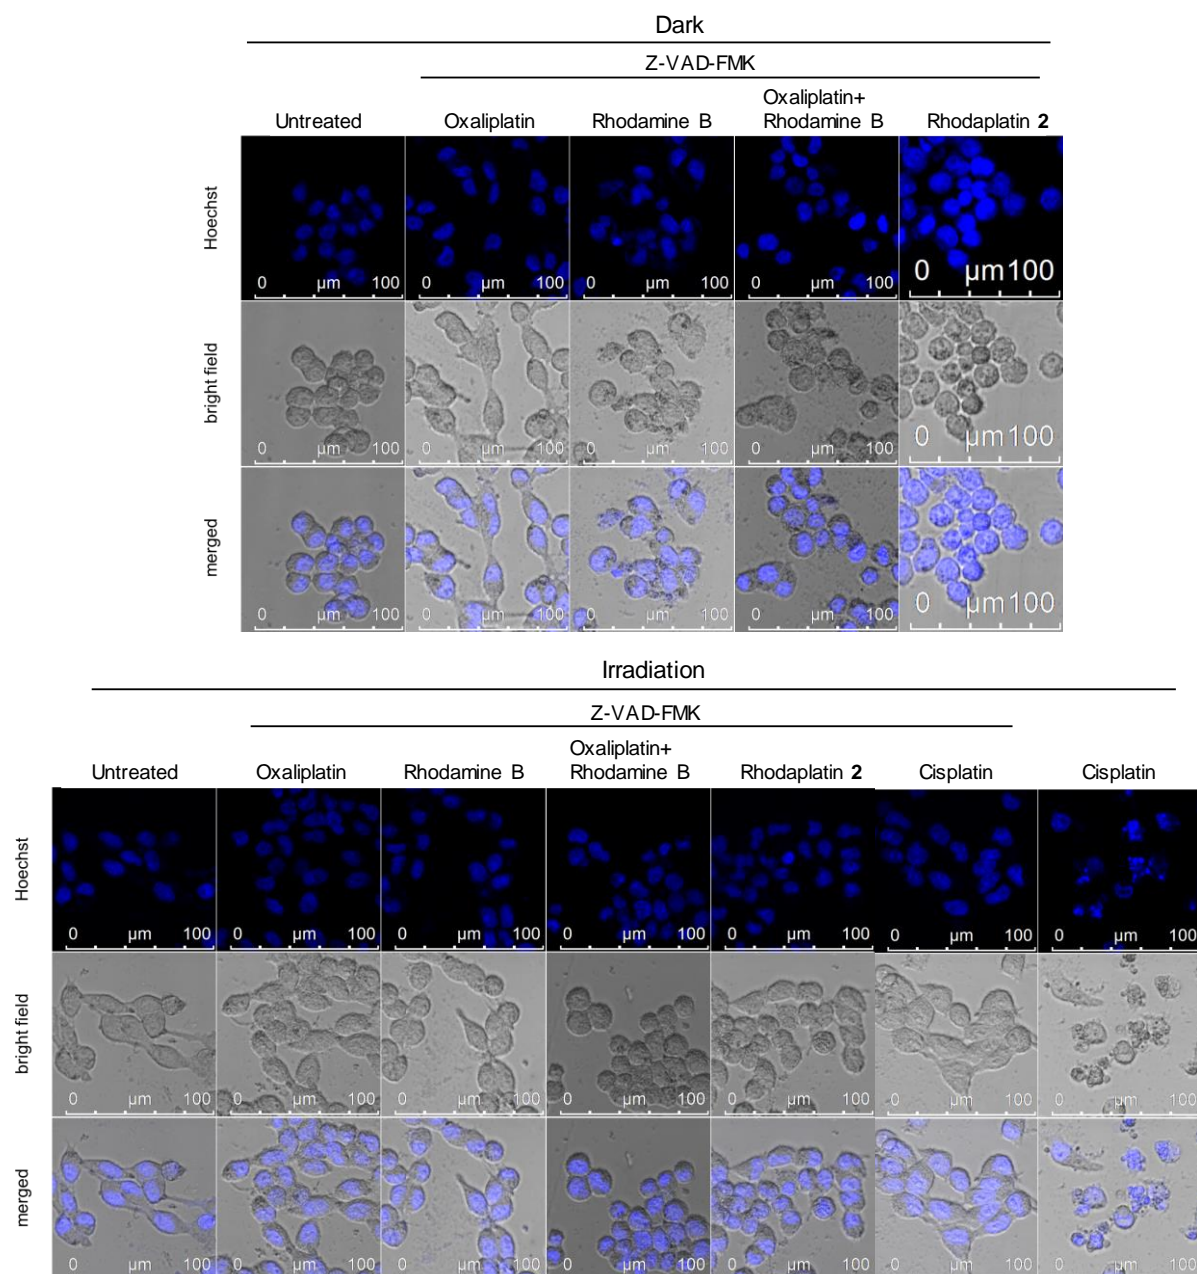 Dark
Z-VAD-FMK
Untreated
Oxaliplatin
Rhodamine B
Oxaliplatin+
Rhodamine B
Rhodaplatin 2
Hoechst
0 µm 100
0 µm 100
0 µm 100
0 µm 100
0 µm 100
bright field
0 µm 100
0 µm 100
0 µm 100
0 µm 100
0 µm 100
merged
0 µm 100
0 µm 100
0 µm 100
0 µm 100
0 µm 100
Irradiation
Z-VAD-FMK
Untreated
Oxaliplatin
Rhodamine B
Oxaliplatin+
Rhodamine B
Rhodaplatin 2
Cisplatin
Cisplatin
Hoechst
0 µm 100
0 µm 100
0 µm 100
0 µm 100
0 µm 100
0 µm 100
0 µm 100
bright field
0 µm 100
0 µm 100
0 µm 100
0 µm 100
0 µm 100
0 µm 100
0 µm 100
merged
0 µm 100
0 µm 100
0 µm 100
0 µm 100
0 µm 100
0 µm 100
0 µm 100